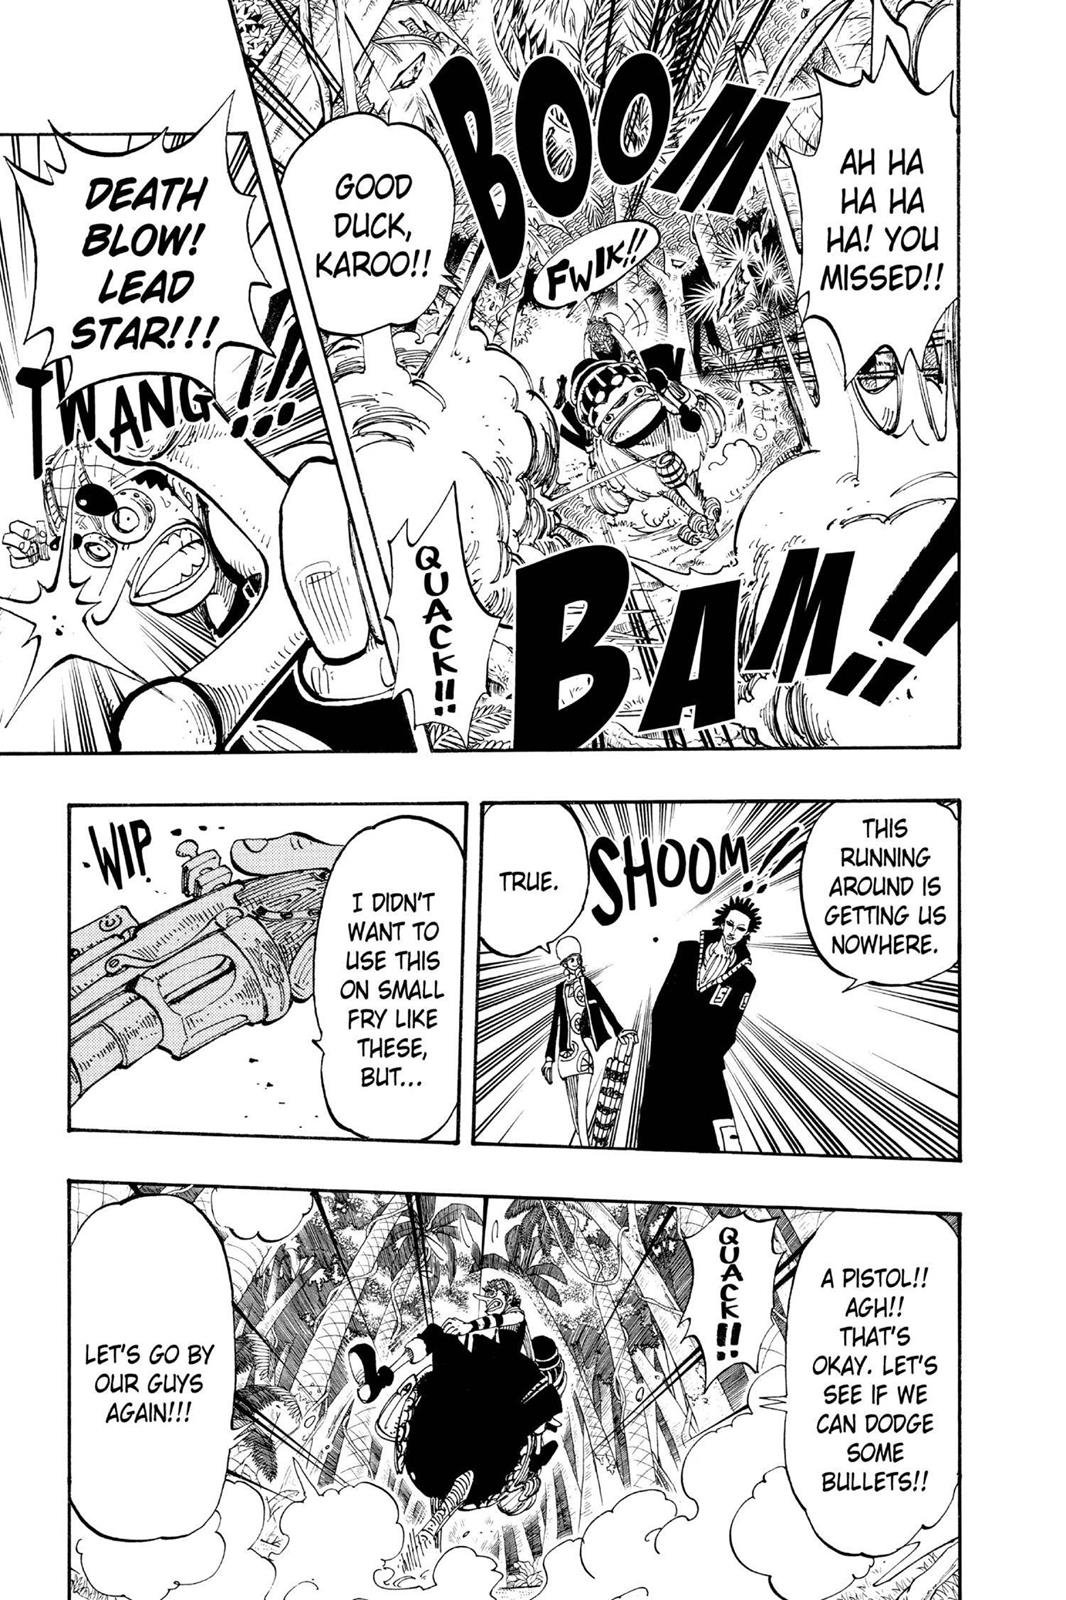 AH HA
HA HA
HA! YOU
MISSED!!
BOOM
FWIK!!
GOOD
DUCK,
KAROO!!
BAM!!
QUACK!!
DEATH
BLOW!
LEAD
STAR!!!
TWANG!!!
THIS
RUNNING
AROUND IS
GETTING US
NOWHERE.
SHOOM!!
TRUE.
WIP
I DIDN'T
WANT TO
USE THIS
ON SMALL
FRY LIKE
THESE,
BUT...
A PISTOL!!
AGH!!
THAT'S
OKAY. LET'S
SEE IF WE
CAN DODGE
SOME
BULLETS!!
QUACK!!
LET'S GO BY
OUR GUYS
AGAIN!!!